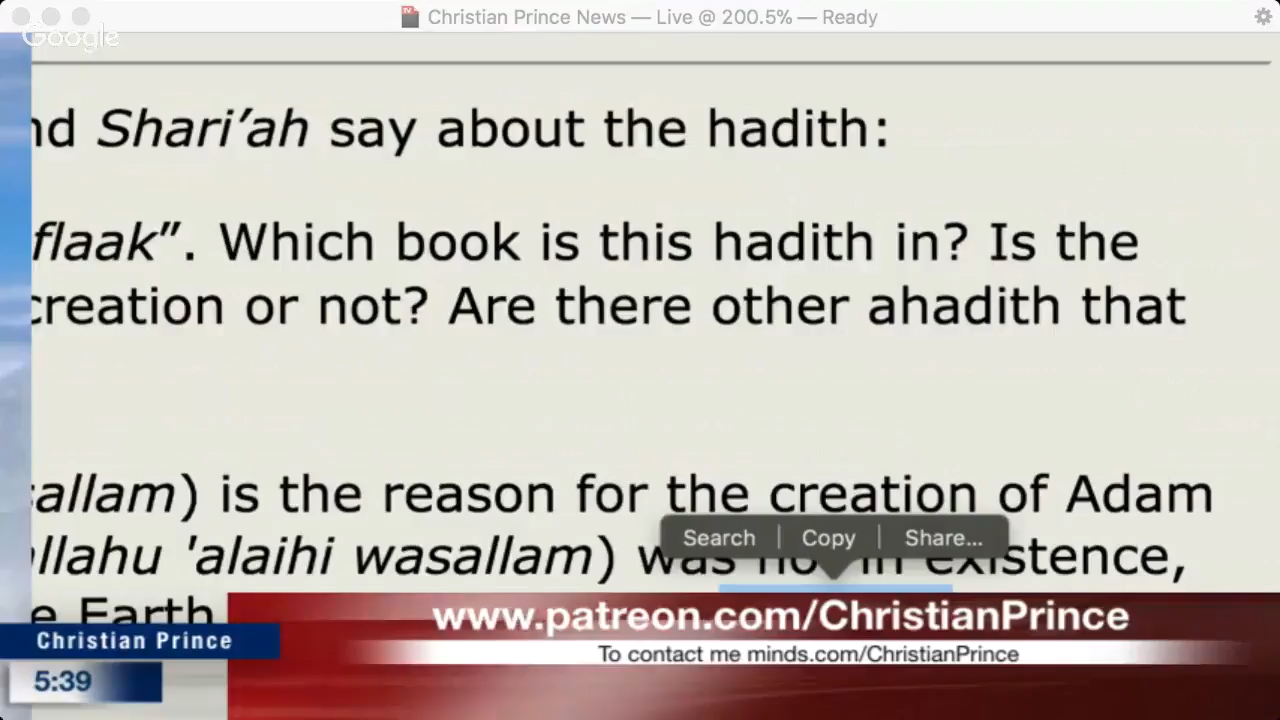 Christian Prince News — Live @ 200.5% — Ready
Google
nd Shari’ah say about the hadith:
flaak”. Which book is this hadith in? Is the
creation or not? Are there other ahadith that
sallam) is the reason for the creation of Adam
Search Copy Share...
allahu 'alaihi wasallam) was not in existence,
e Earth
www.patreon.com/ChristianPrince
Christian Prince
To contact me minds.com/ChristianPrince
5:39